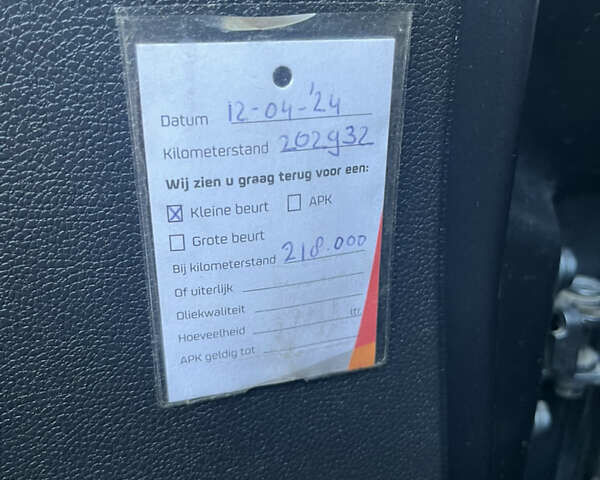 Datum 12-04-'24
Kilometerstand 202932
Wij zien u graag terug voor een:
Kleine beurt APK
Grote beurt
Bij kilometerstand 218.000
Of uiterlijk
Oliekwaliteit
Hoeveelheid ltr.
APK geldig tot